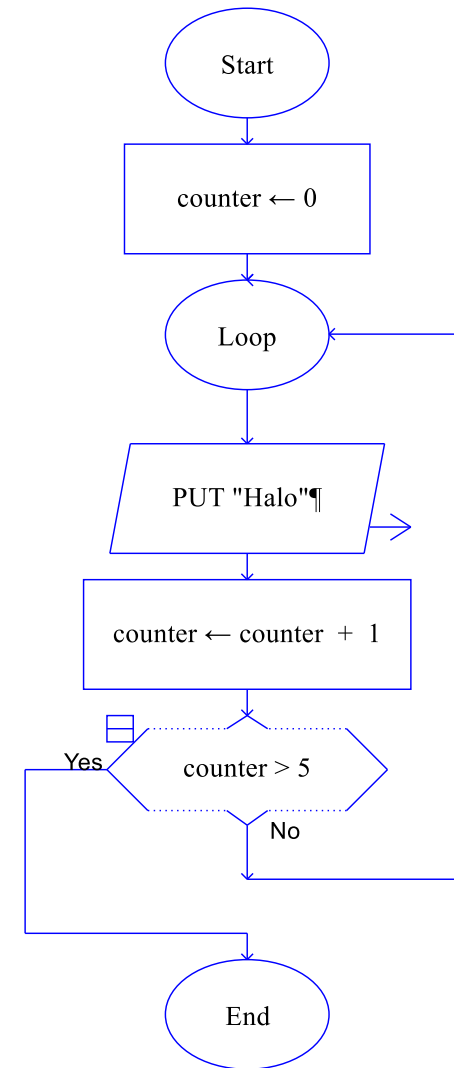 Start
counter ← 0
Loop
PUT "Halo"¶
counter ← counter + 1
Yes
counter > 5
No
End